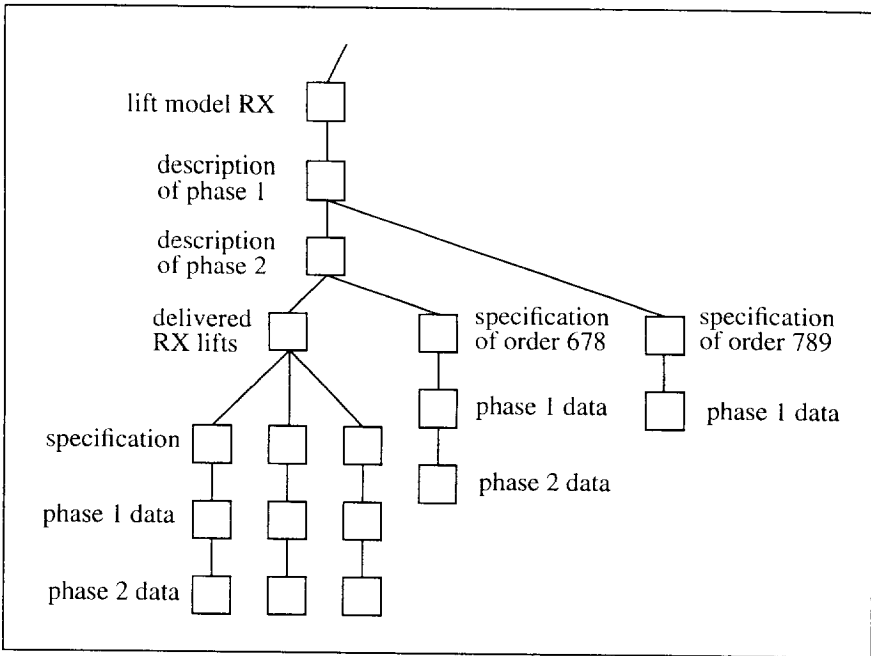 lift model RX
description
of phase 1
description
of phase 2
delivered
RX lifts
specification
of order 678
specification
of order 789
phase 1 data
phase 1 data
specification
phase 2 data
phase 1 data
phase 2 data